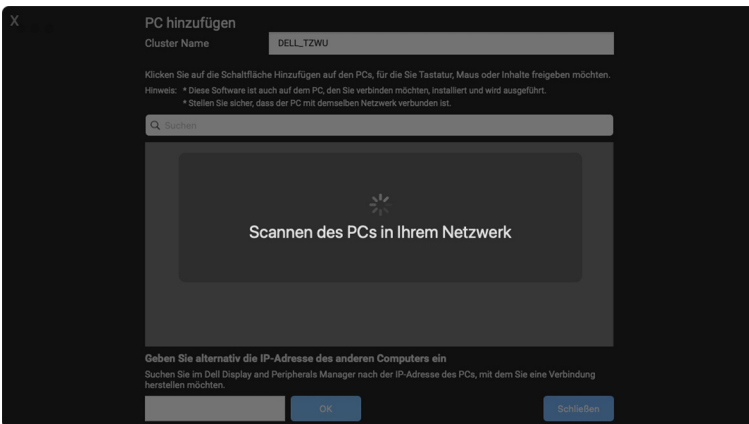 X
PC hinzufügen
Cluster Name DELL_TZWU
Klicken Sie auf die Schaltfläche Hinzufügen auf den PCs, für die Sie Tastatur, Maus oder Inhalte freigeben möchten.
Hinweis: * Diese Software ist auch auf dem PC, den Sie verbinden möchten, installiert und wird ausgeführt.
* Stellen Sie sicher, dass der PC mit demselben Netzwerk verbunden ist.
Suchen
Scannen des PCs in Ihrem Netzwerk
Geben Sie alternativ die IP-Adresse des anderen Computers ein
Suchen Sie im Dell Display and Peripherals Manager nach der IP-Adresse des PCs, mit dem Sie eine Verbindung
herstellen möchten.
OK Schließen